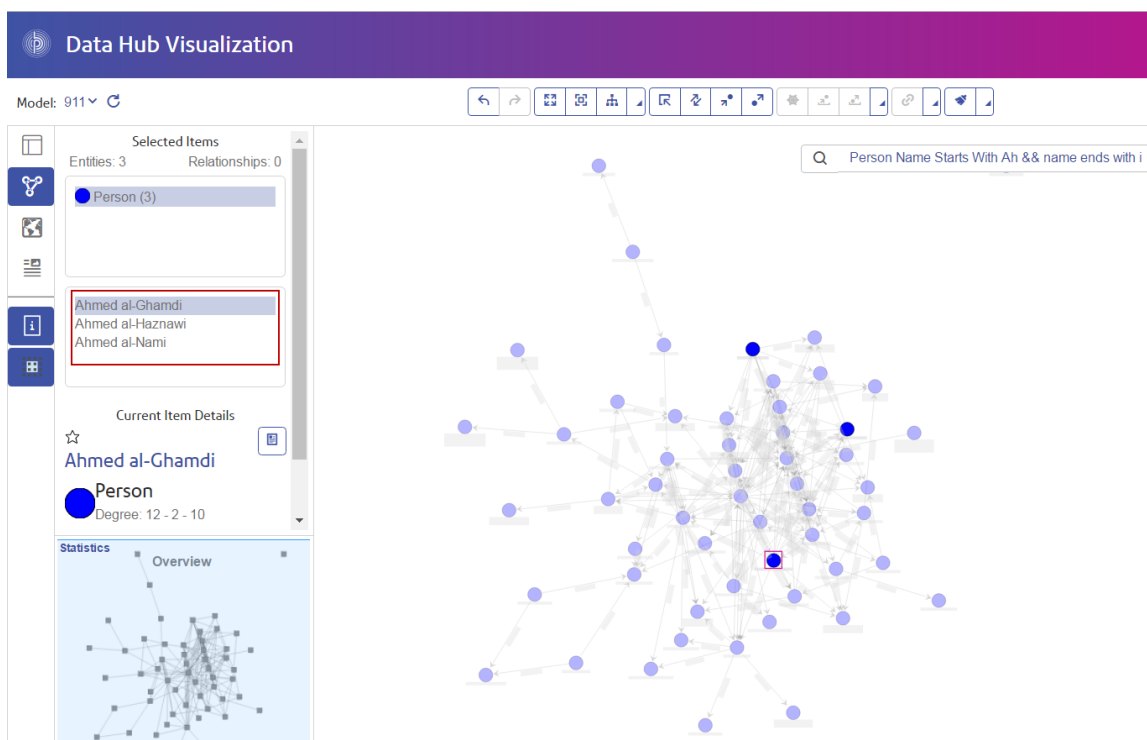 Data Hub Visualization
Model: 911
Selected Items
Entities: 3 Relationships: 0
Person (3)
Ahmed al-Ghamdi
Ahmed al-Haznawi
Ahmed al-Nami
Current Item Details
Ahmed al-Ghamdi
Person
Degree: 12 - 2 - 10
Statistics
Overview
Person Name Starts With Ah && name ends with i